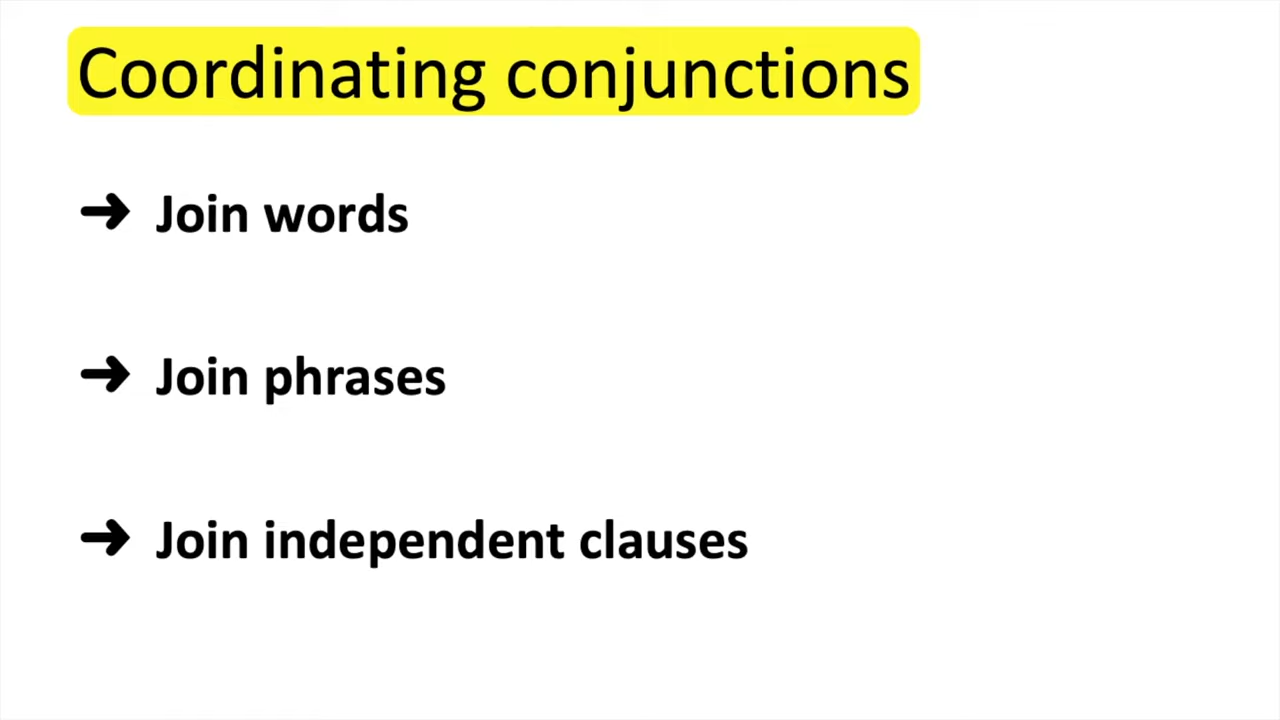 Coordinating conjunctions
➜ Join words
➜ Join phrases
➜ Join independent clauses